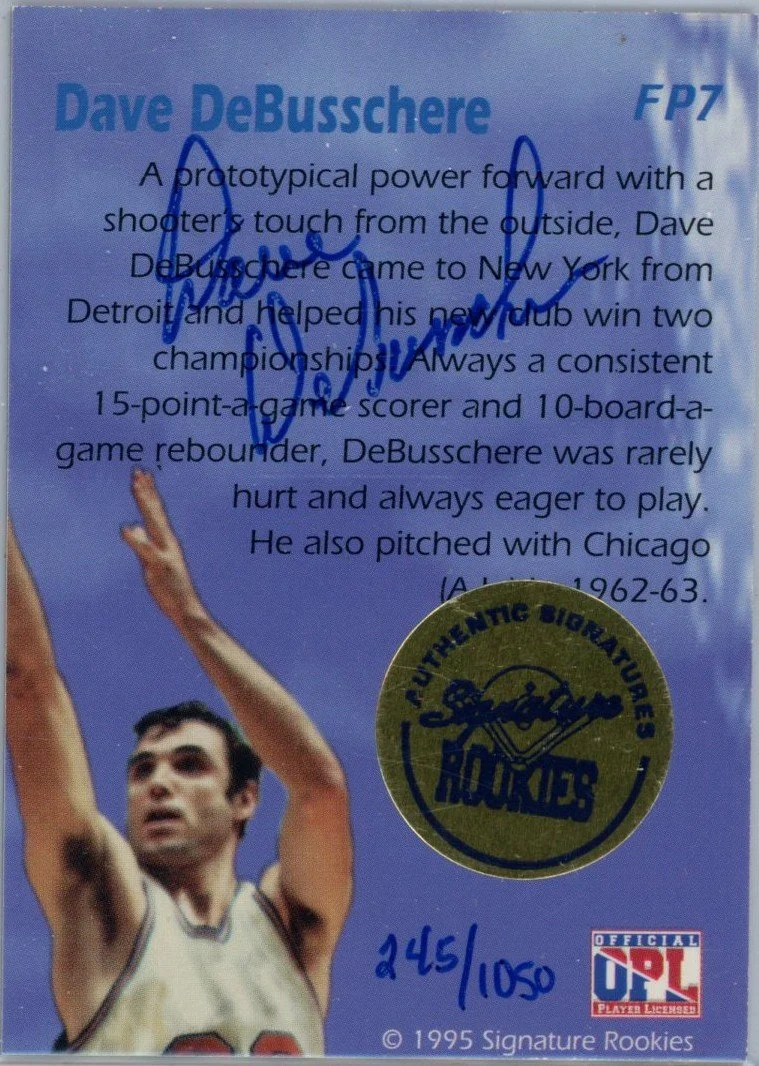 Dave DeBusschere FP7
A prototypical power forward with a
shooter's touch from the outside, Dave
DeBusschere came to New York from
Detroit and helped his new club win two
championships. Always a consistent
15-point-a-game scorer and 10-board-a-
game rebounder, DeBusschere was rarely
hurt and always eager to play.
He also pitched with Chicago
1962-63.
Dave
DeBusschere
AUTHENTIC SIGNATURES
Signature
ROOKIES
245/1050
OFFICIAL
OPL
PLAYER LICENSED
© 1995 Signature Rookies